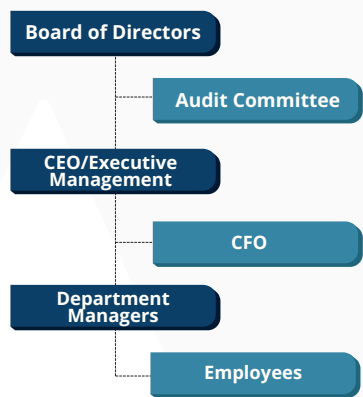 Board of Directors
Audit Committee
CEO/Executive
Management
CFO
Department
Managers
Employees